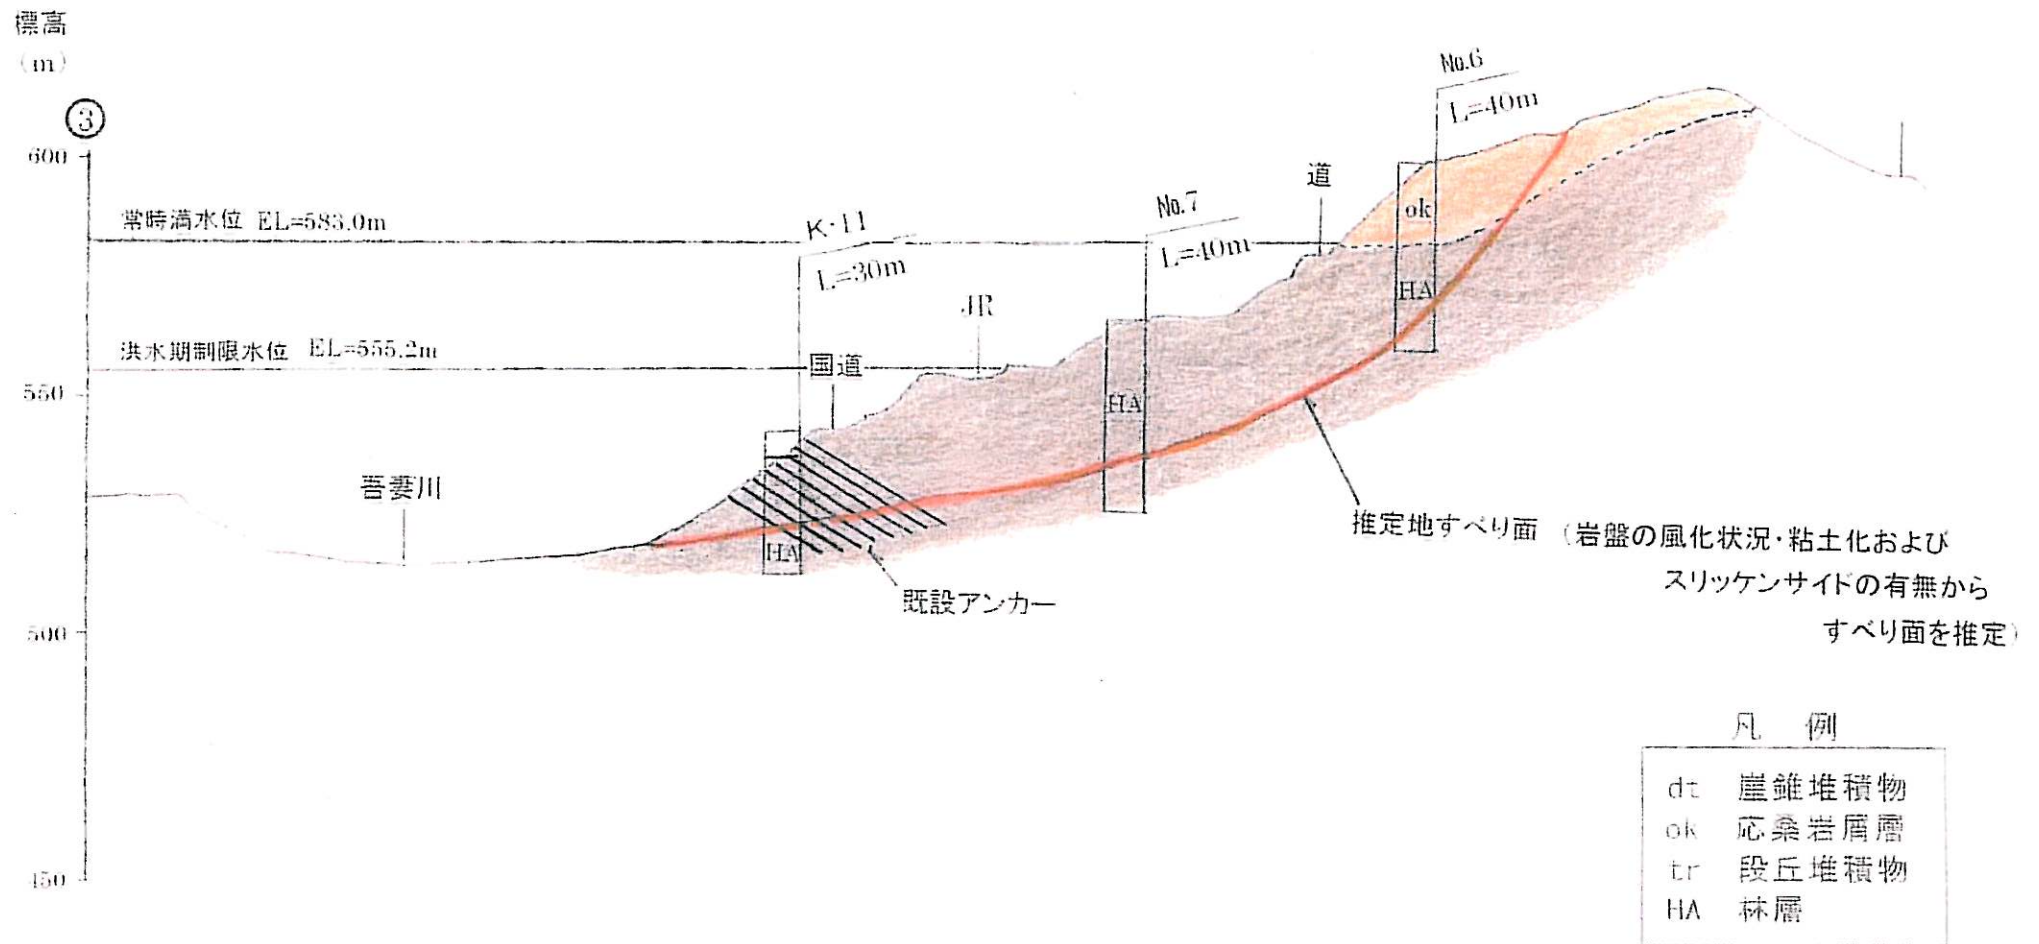 標高
(m)
③
600
550
500
450
常時満水位 EL=583.0m
洪水期制限水位 EL=555.2m
吾妻川
国道
JR
道
K-11
L=30m
No.7
L=40m
No.6
L=40m
ok
HA
HA
HA
既設アンカー
推定地すべり面 (岩盤の風化状況・粘土化および
スリッケンサイドの有無から
すべり面を推定)
凡 例
dt 崖錐堆積物
ok 応桑岩屑層
tr 段丘堆積物
HA 林層